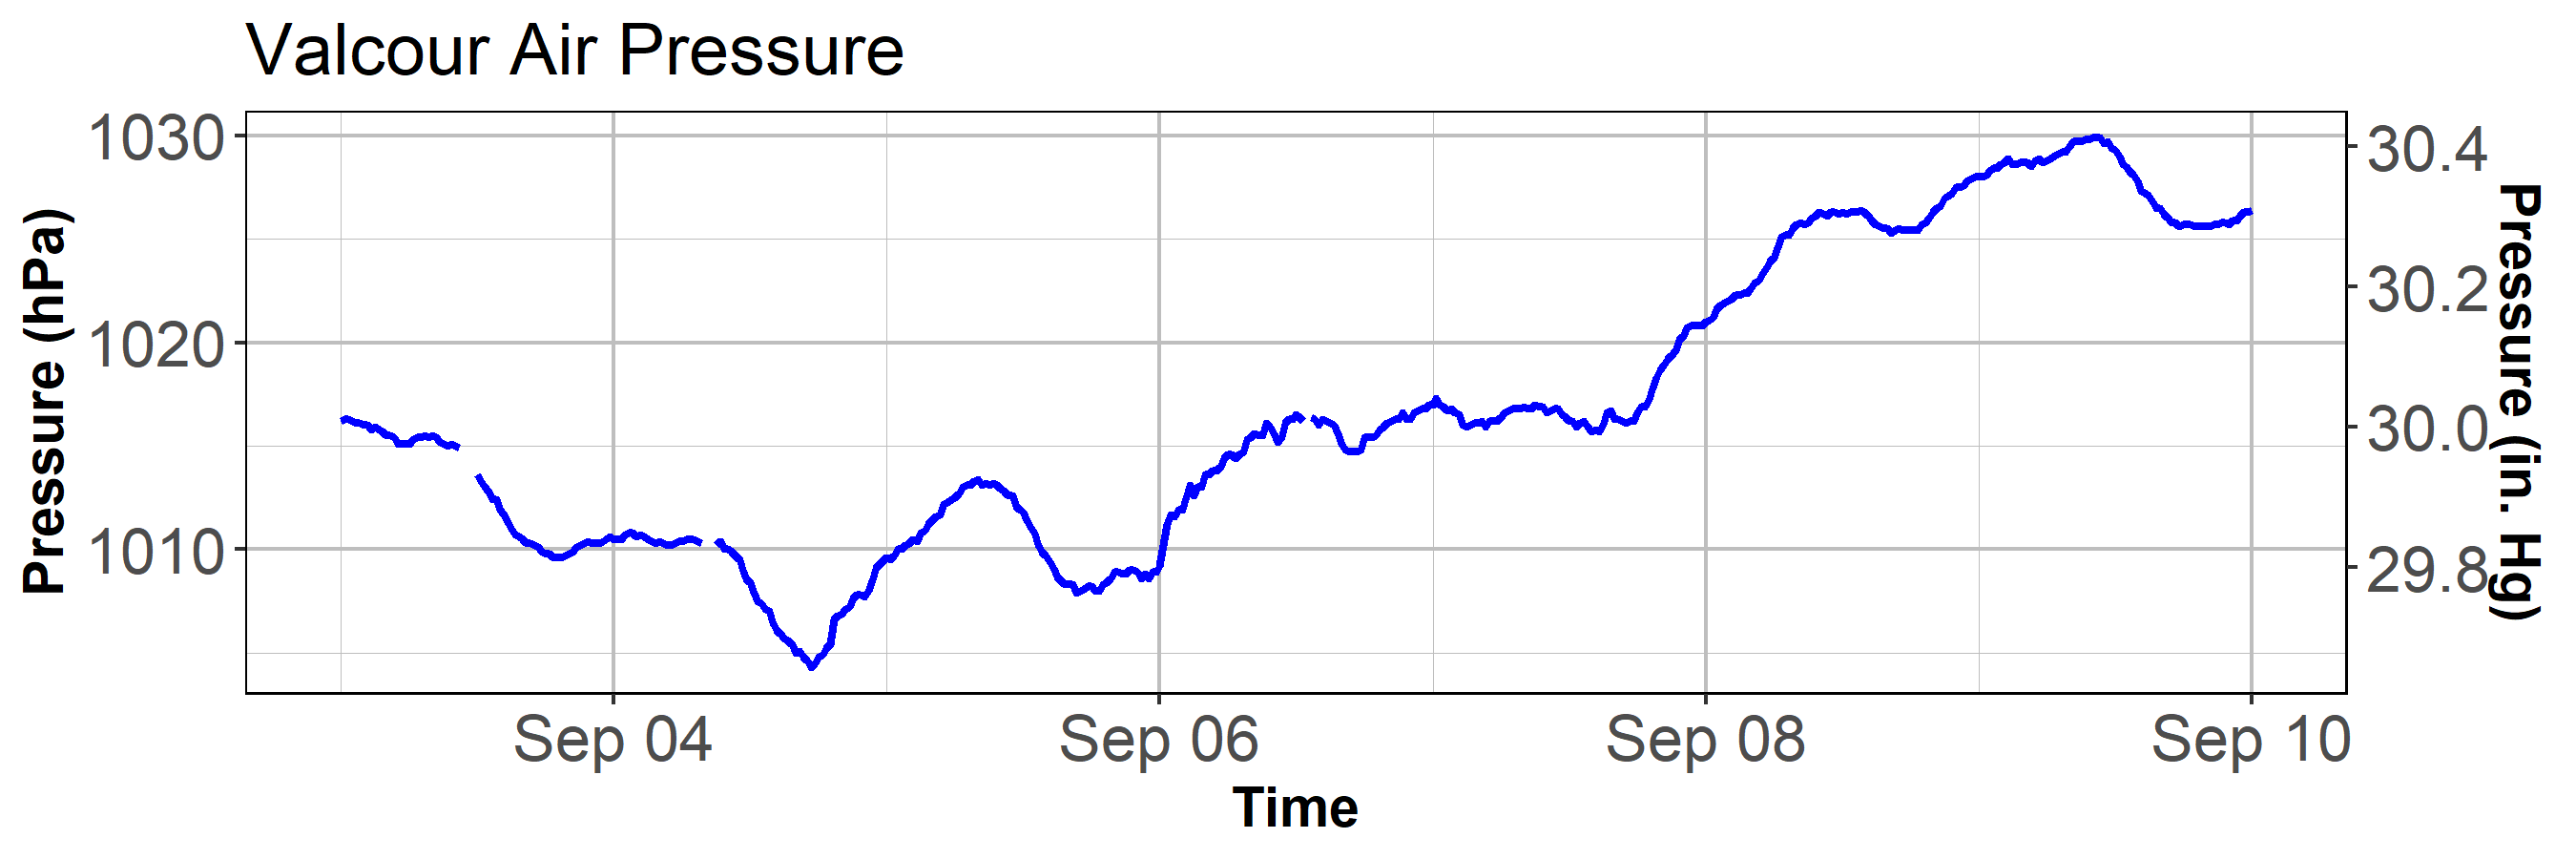 Valcour Air Pressure
1030
1020
1010
Pressure (hPa)
30.4
30.2
30.0
29.8
Pressure (in. Hg)
Sep 04
Sep 06
Sep 08
Sep 10
Time